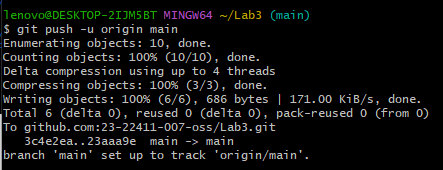 lenovo@DESKTOP-2IJM5BT MINGW64 ~/Lab3 (main)
$ git push -u origin main
Enumerating objects: 10, done.
Counting objects: 100% (10/10), done.
Delta compression using up to 4 threads
Compressing objects: 100% (3/3), done.
Writing objects: 100% (6/6), 686 bytes | 171.00 KiB/s, done.
Total 6 (delta 0), reused 0 (delta 0), pack-reused 0 (from 0)
To github.com:23-22411-007-oss/Lab3.git
   3c4e2ea..23aaa9e  main -> main
branch 'main' set up to track 'origin/main'.